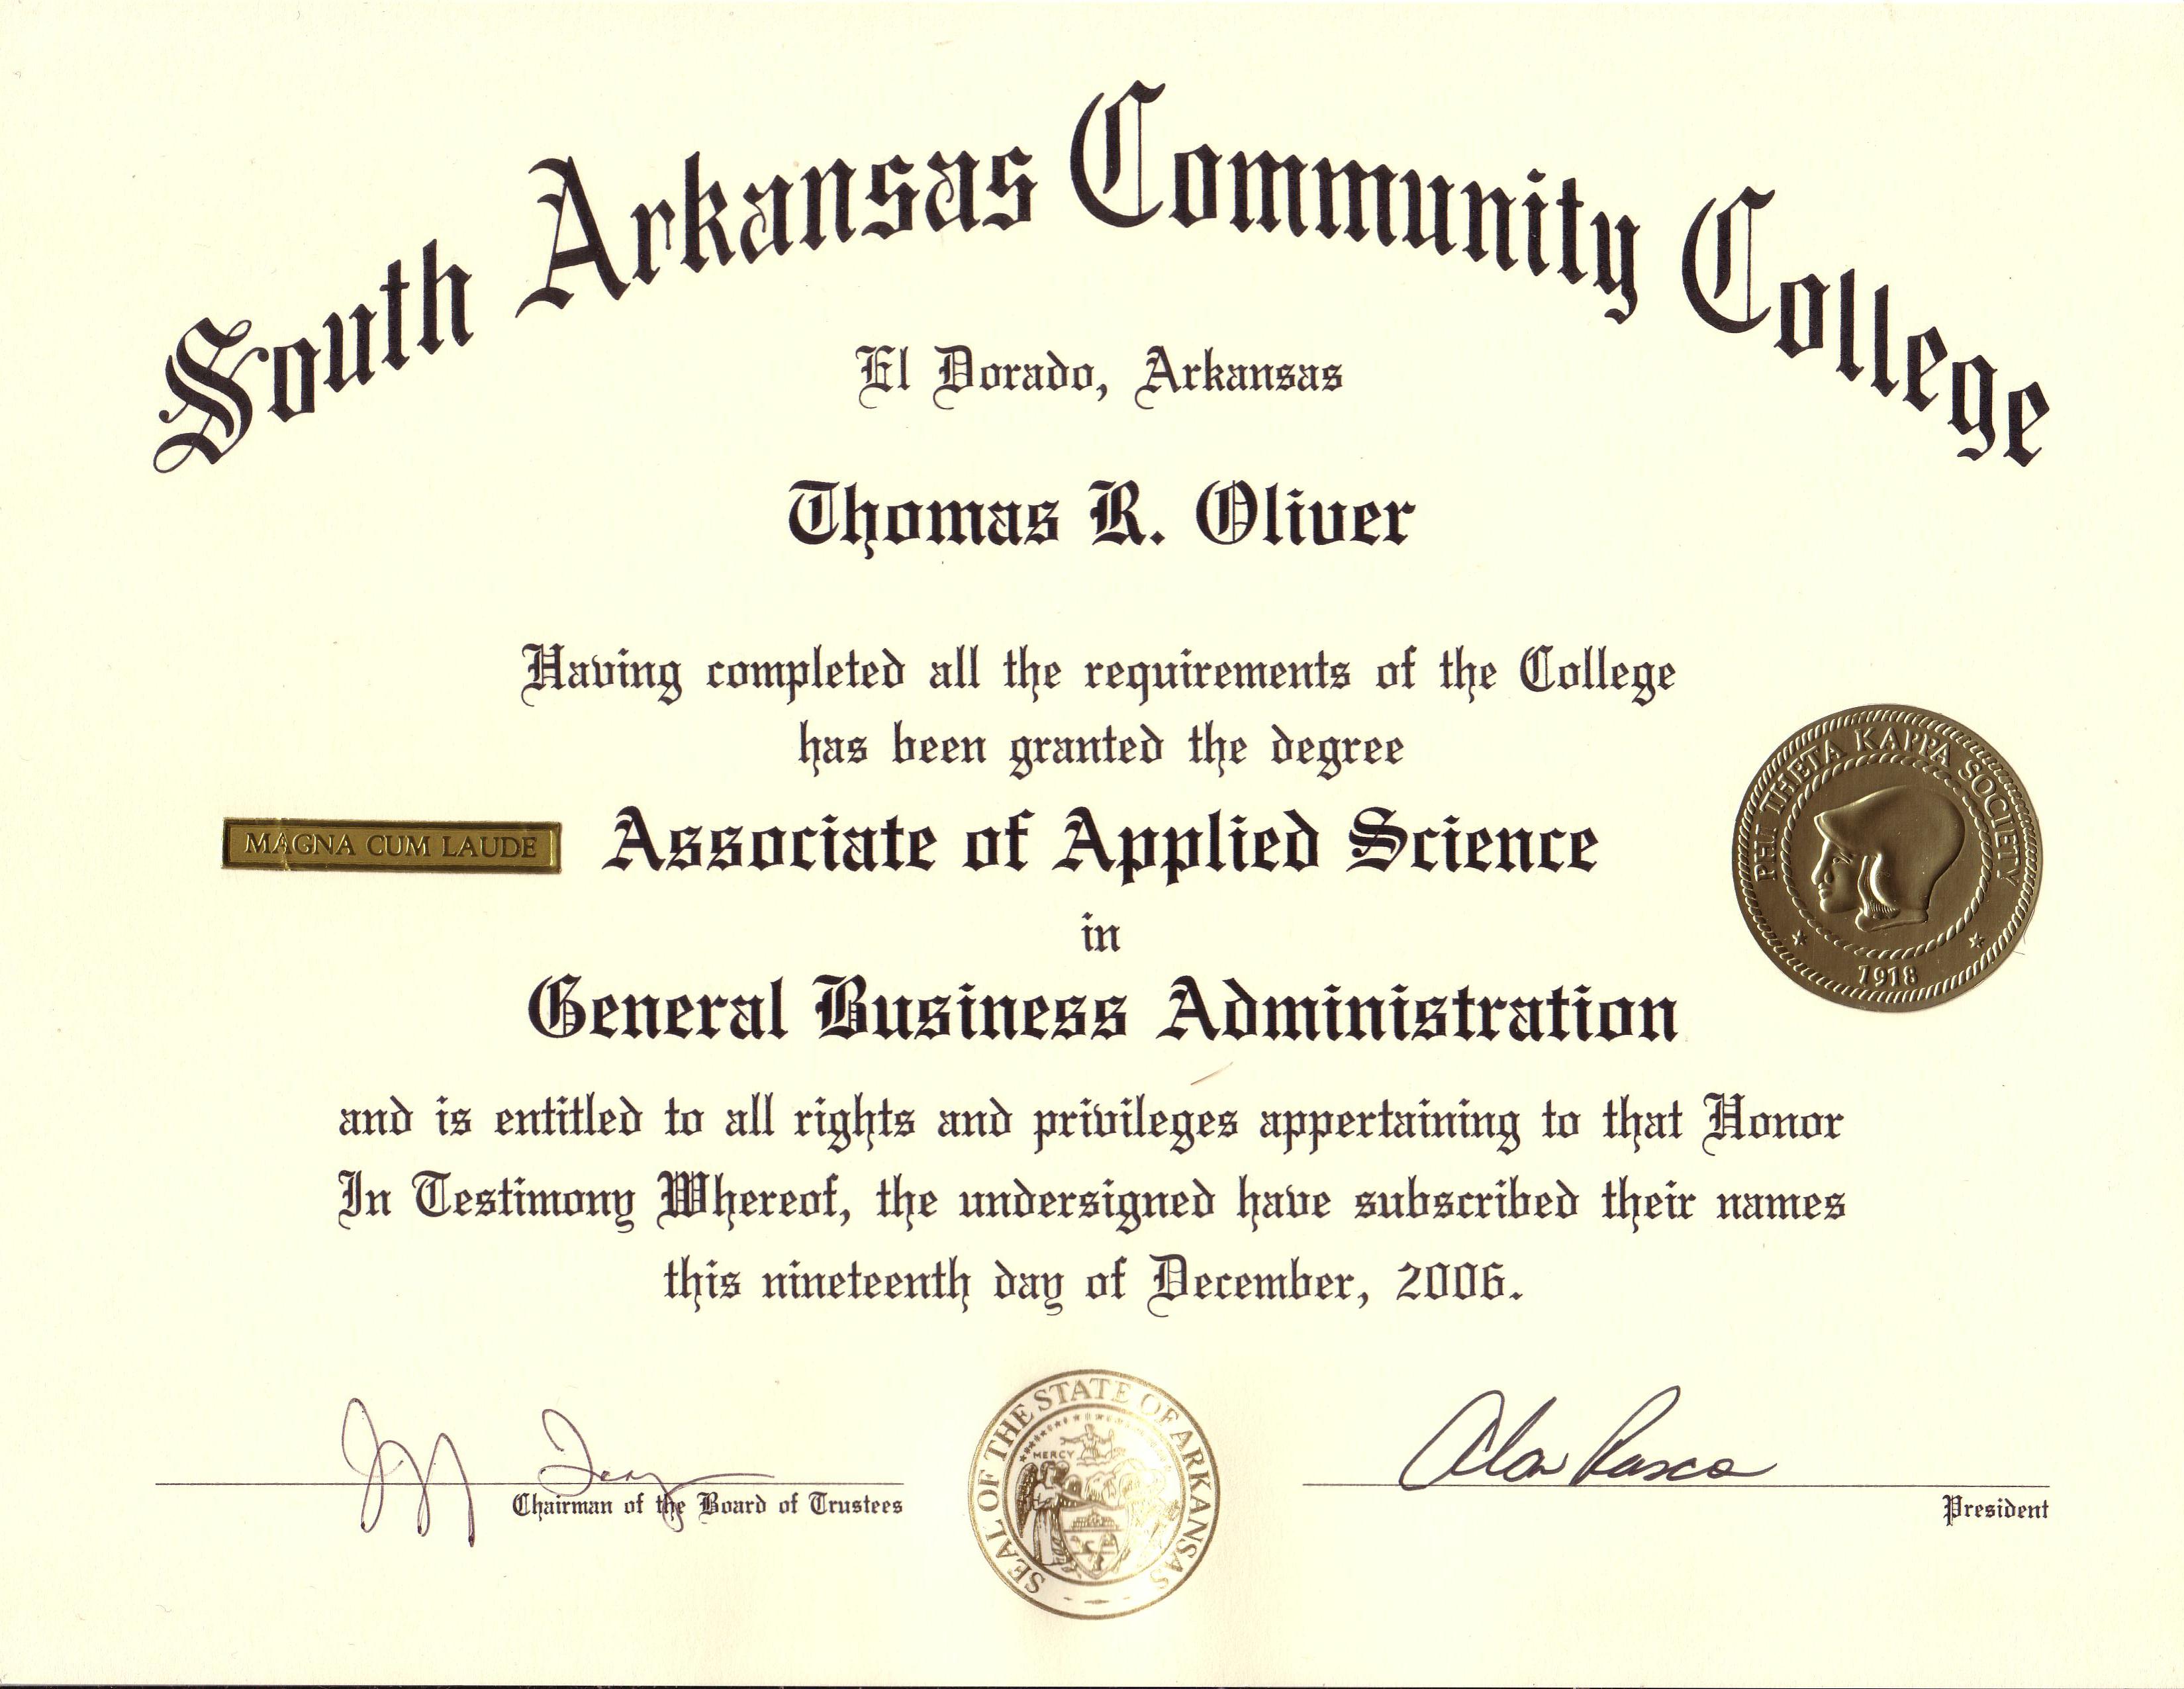 South Arkansas Community College
El Dorado, Arkansas
Thomas R. Oliver
Having completed all the requirements of the College
has been granted the degree
MAGNA CUM LAUDE
Associate of Applied Science
in
General Business Administration
PHI THETA KAPPA SOCIETY
1918
and is entitled to all rights and privileges appertaining to that Honor
In Testimony Whereof, the undersigned have subscribed their names
this nineteenth day of December, 2006.
Alan Rasco
Chairman of the Board of Trustees
President
SEAL OF THE STATE OF ARKANSAS
MERCY